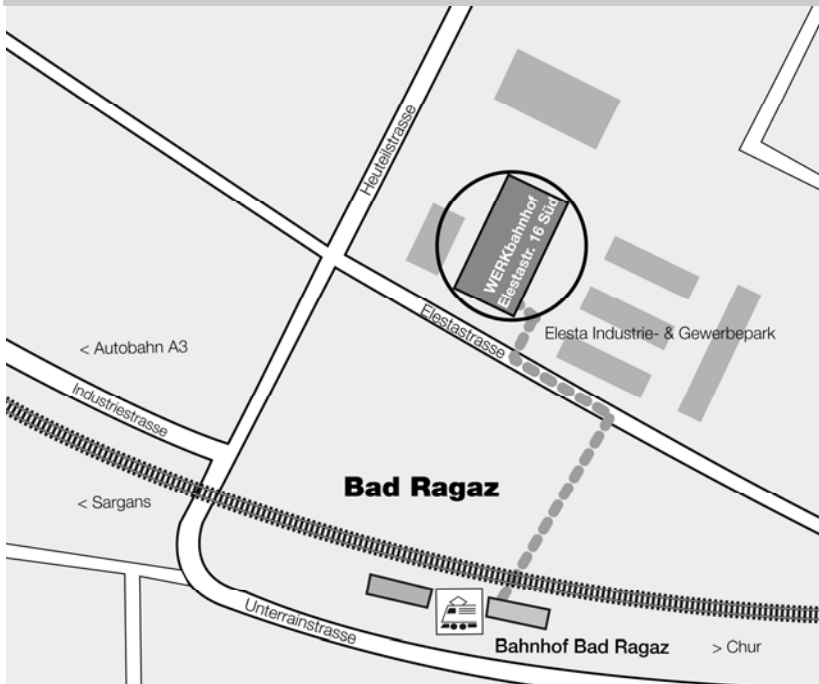 Heuteilstrasse
WERKbahnhof
Elestastr. 16 Süd
Elestastrasse
Elesta Industrie- & Gewerbepark
< Autobahn A3
Industriestrasse
Bad Ragaz
< Sargans
Unterrainstrasse
Bahnhof Bad Ragaz
> Chur